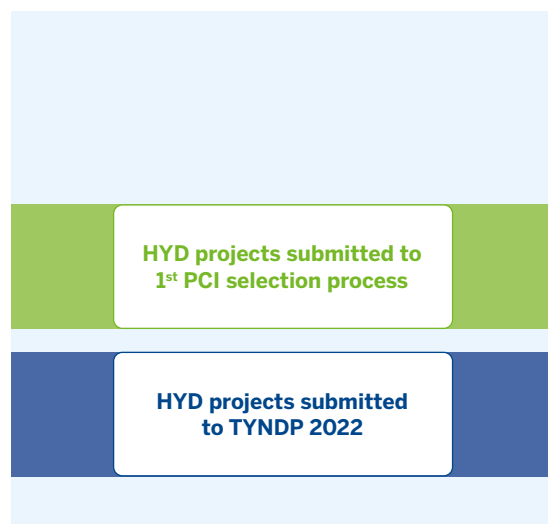 HYD projects submitted to
1st PCI selection process
HYD projects submitted
to TYNDP 2022